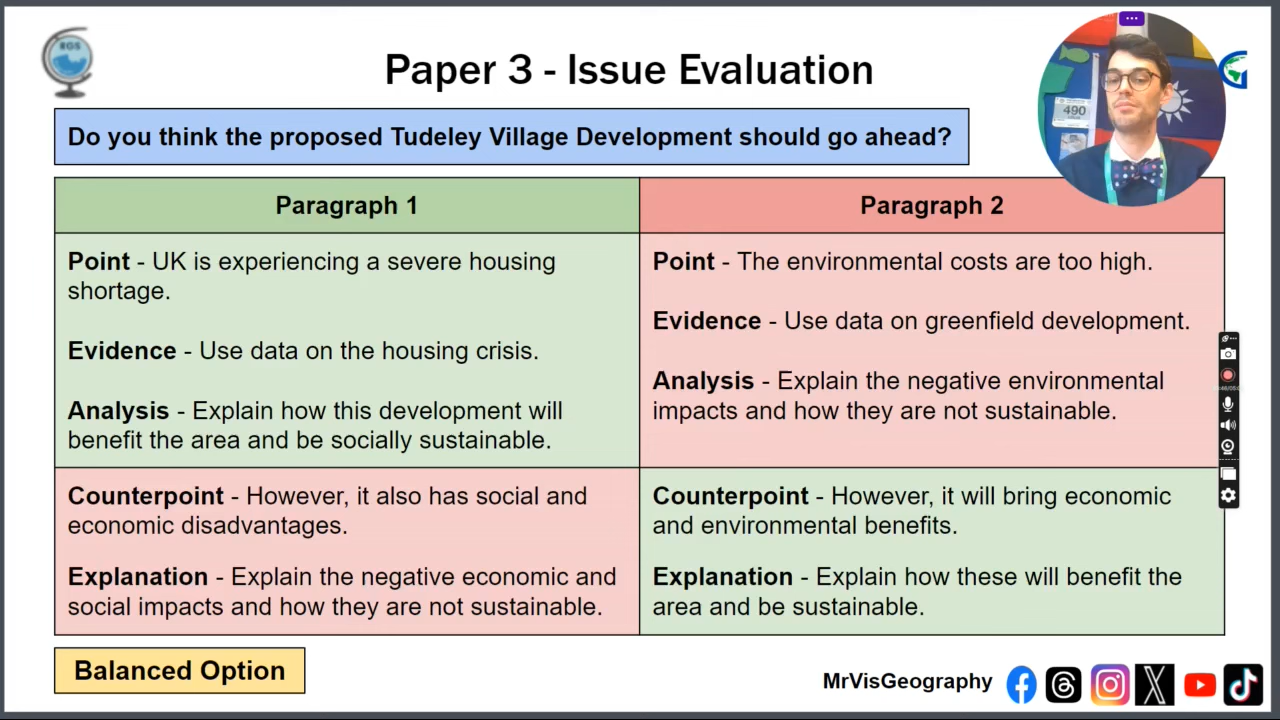 RGS
Paper 3 - Issue Evaluation
490
Do you think the proposed Tudeley Village Development should go ahead?
Paragraph 1
Paragraph 2
Point - UK is experiencing a severe housing
shortage.
Evidence - Use data on the housing crisis.
Analysis - Explain how this development will
benefit the area and be socially sustainable.
Point - The environmental costs are too high.
Evidence - Use data on greenfield development.
Analysis - Explain the negative environmental
impacts and how they are not sustainable.
Counterpoint - However, it also has social and
economic disadvantages.
Explanation - Explain the negative economic and
social impacts and how they are not sustainable.
Counterpoint - However, it will bring economic
and environmental benefits.
Explanation - Explain how these will benefit the
area and be sustainable.
Balanced Option
MrVisGeography